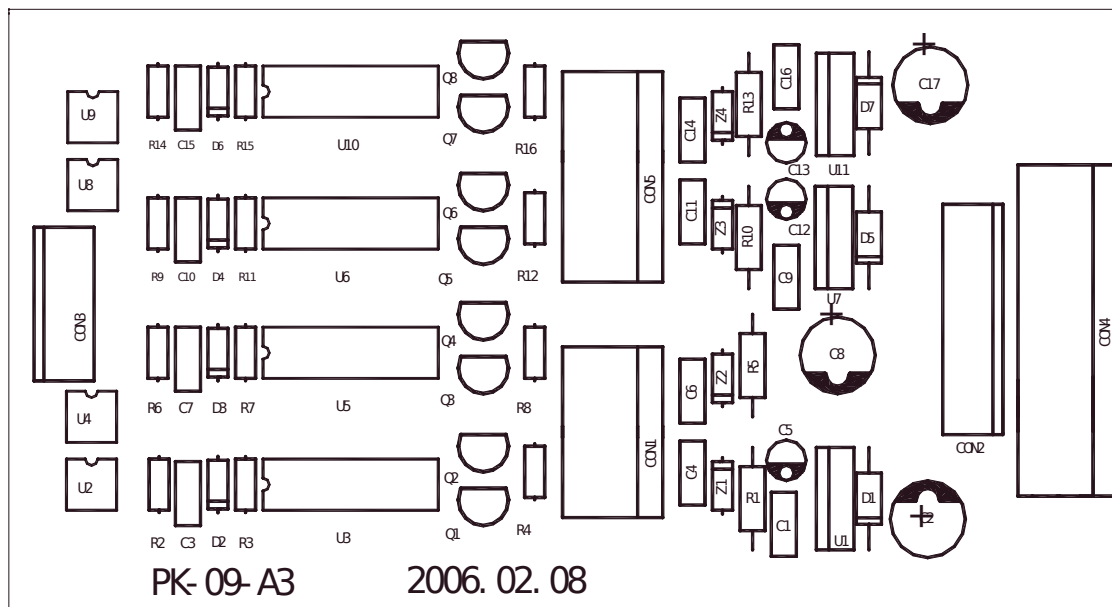 Q8
C16
C17
U9
Z4
R13
D7
C14
R14
C15
D6
R15
U10
Q7
R16
C13
U11
U8
CON5
Q6
C11
Z3
R10
C12
D5
R9
C10
D4
R11
U6
Q5
R12
C9
U7
CON3
CON4
Q4
C8
C6
Z2
R5
R6
C7
D3
R7
U5
Q3
R8
U4
C5
CON1
CON2
Q2
C4
Z1
R1
D1
U2
C1
C2
R2
C3
D2
R3
U3
Q1
R4
U1
PK-09-A3
2006.02.08